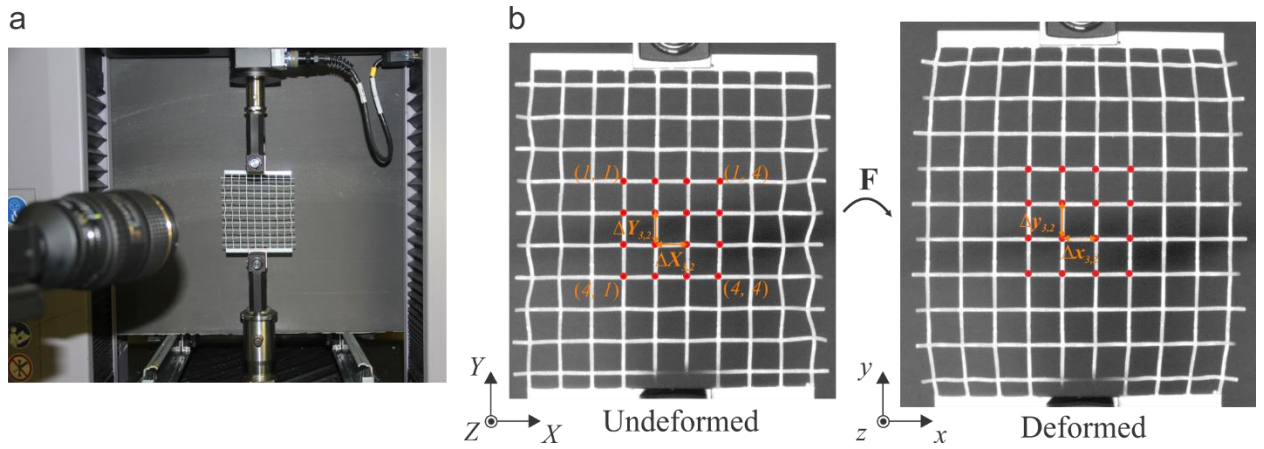 a
b
(1, 1)
(1, 4)
ΔY3,2
ΔX3,2
(4, 1)
(4, 4)
F
Δy3,2
Δx3,2
Y
Z
X
Undeformed
y
z
x
Deformed